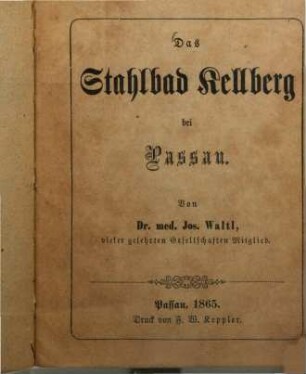 Das
Stahlbad Kellberg
bei
Passau.
Von
Dr. med. Jos. Waltl,
vieler gelehrten Gesellschaften Mitglied.
Passau, 1865.
Druck von F. W. Keppler.